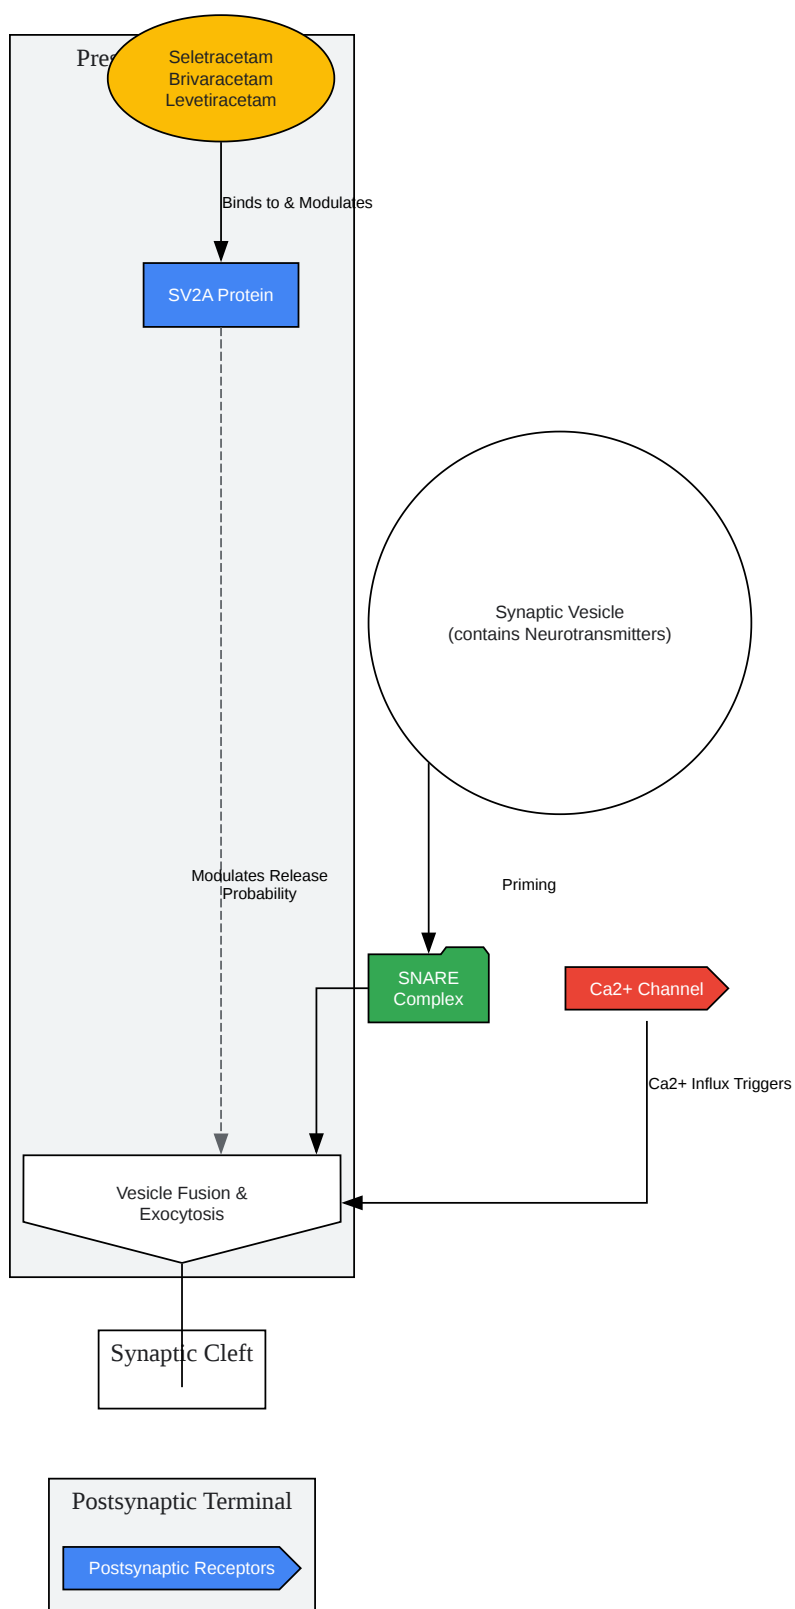 Seletracetam
Brivaracetam
Levetiracetam
Binds to & Modulates
SV2A Protein
Synaptic Vesicle
(contains Neurotransmitters)
Modulates Release
Probability
Priming
SNARE
Complex
Ca2+ Channel
Ca2+ Influx Triggers
Vesicle Fusion &
Exocytosis
Synaptic Cleft
Postsynaptic Terminal
Postsynaptic Receptors